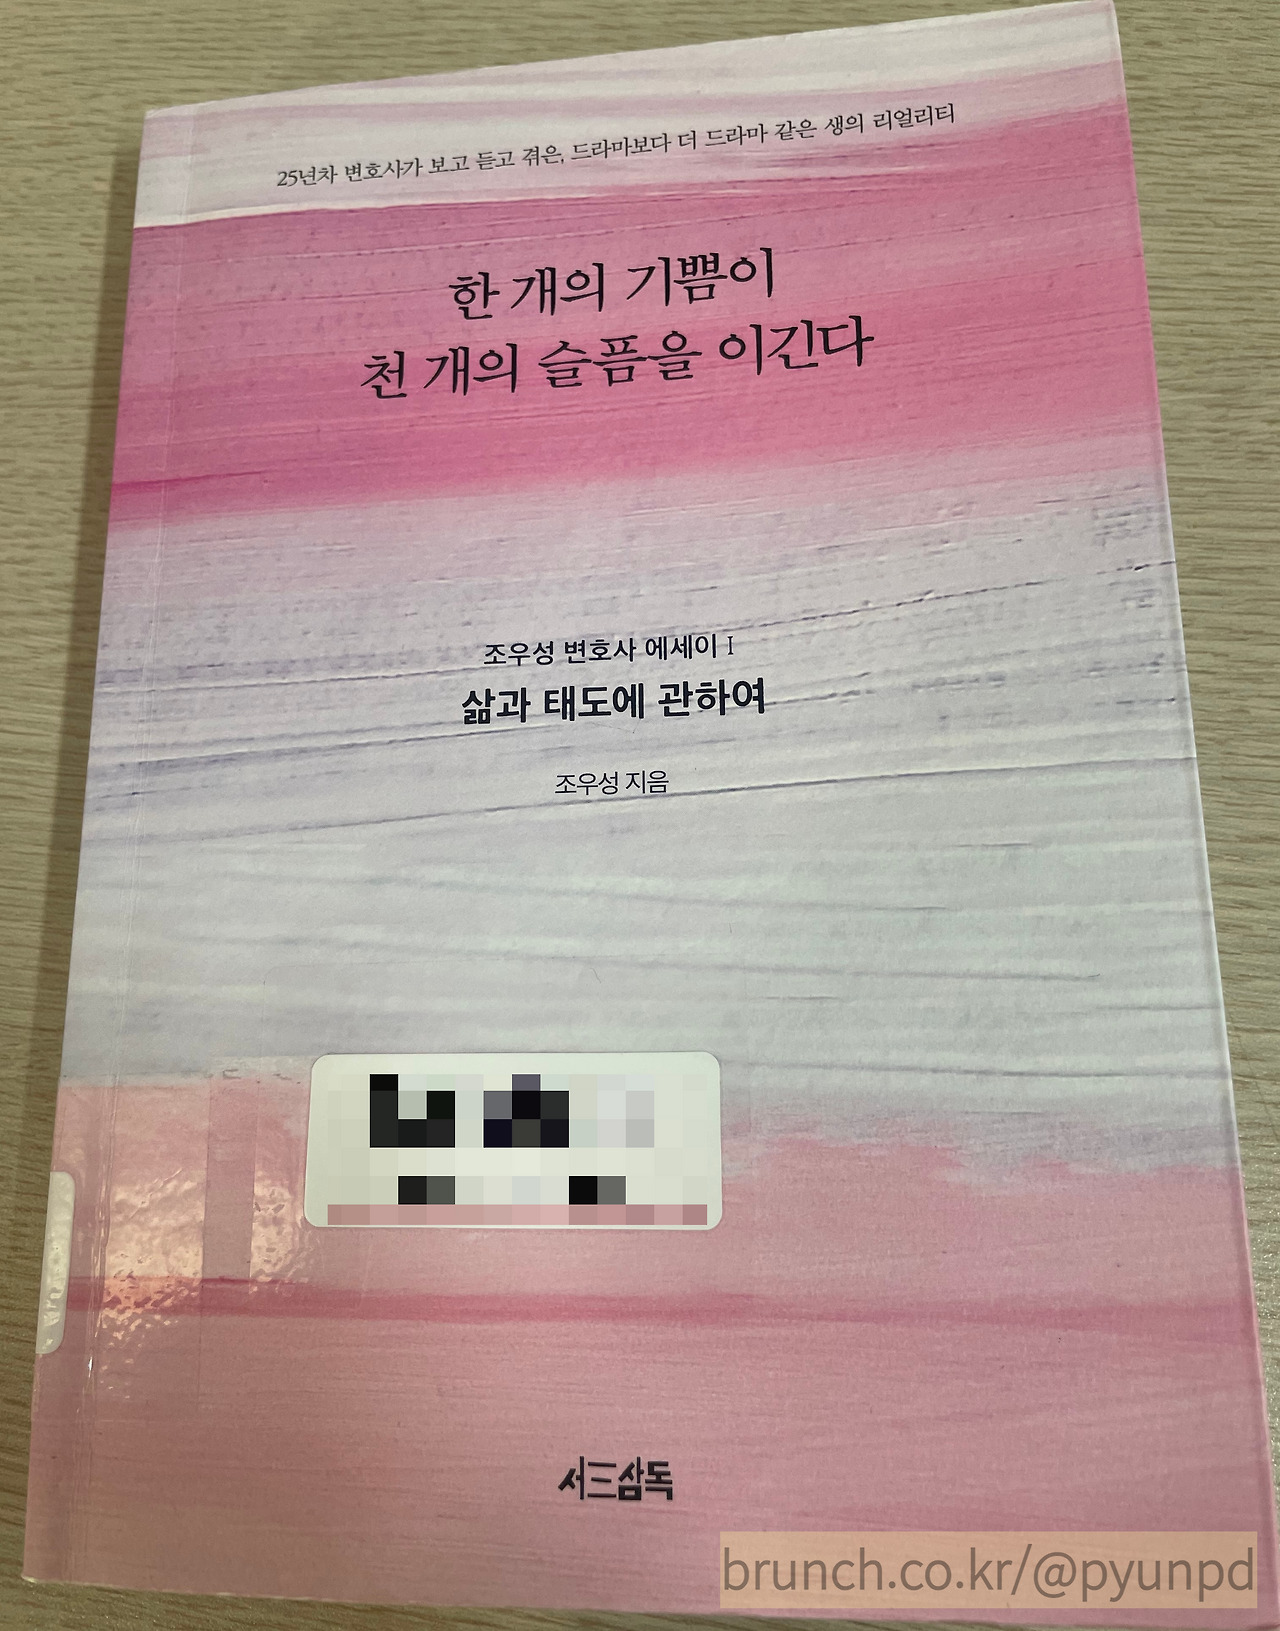 25년차 변호사가 보고 듣고 겪은, 드라마보다 더 드라마 같은 생의 리얼리티
한 개의 기쁨이
천 개의 슬픔을 이긴다
조우성 변호사 에세이 I
삶과 태도에 관하여
조우성 지음
서三삼독
brunch.co.kr/@pyunpd